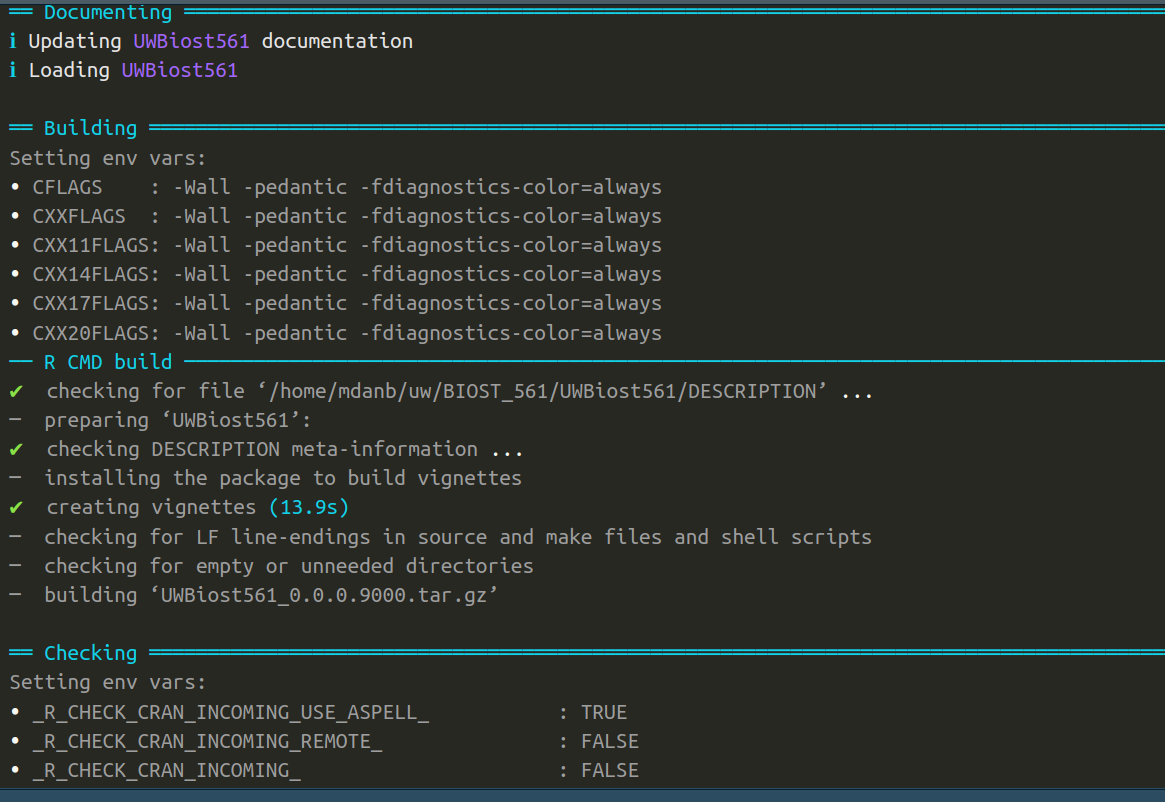 ══ Documenting ══════════════════════════════
ℹ Updating UWBiost561 documentation
ℹ Loading UWBiost561
══ Building ══════════════════════════════
Setting env vars:
• CFLAGS    : -Wall -pedantic -fdiagnostics-color=always
• CXXFLAGS  : -Wall -pedantic -fdiagnostics-color=always
• CXX11FLAGS: -Wall -pedantic -fdiagnostics-color=always
• CXX14FLAGS: -Wall -pedantic -fdiagnostics-color=always
• CXX17FLAGS: -Wall -pedantic -fdiagnostics-color=always
• CXX20FLAGS: -Wall -pedantic -fdiagnostics-color=always
── R CMD build ──────────────────────────────
✔  checking for file ‘/home/mdanb/uw/BIOST_561/UWBiost561/DESCRIPTION’ ...
─  preparing ‘UWBiost561’:
✔  checking DESCRIPTION meta-information ...
─  installing the package to build vignettes
✔  creating vignettes (13.9s)
─  checking for LF line-endings in source and make files and shell scripts
─  checking for empty or unneeded directories
─  building ‘UWBiost561_0.0.0.9000.tar.gz’
══ Checking ══════════════════════════════
Setting env vars:
• _R_CHECK_CRAN_INCOMING_USE_ASPELL_           : TRUE
• _R_CHECK_CRAN_INCOMING_REMOTE_               : FALSE
• _R_CHECK_CRAN_INCOMING_                      : FALSE